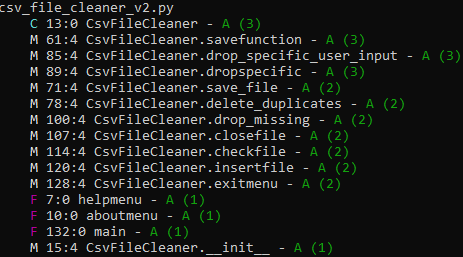 csv_file_cleaner_v2.py
C 13:0 CsvFileCleaner - A (3)
M 61:4 CsvFileCleaner.savefunction - A (3)
M 85:4 CsvFileCleaner.drop_specific_user_input - A (3)
M 89:4 CsvFileCleaner.dropspecific - A (3)
M 71:4 CsvFileCleaner.save_file - A (2)
M 78:4 CsvFileCleaner.delete_duplicates - A (2)
M 100:4 CsvFileCleaner.drop_missing - A (2)
M 107:4 CsvFileCleaner.closefile - A (2)
M 114:4 CsvFileCleaner.checkfile - A (2)
M 120:4 CsvFileCleaner.insertfile - A (2)
M 128:4 CsvFileCleaner.exitmenu - A (2)
F 7:0 helpmenu - A (1)
F 10:0 aboutmenu - A (1)
F 132:0 main - A (1)
M 15:4 CsvFileCleaner.__init__ - A (1)